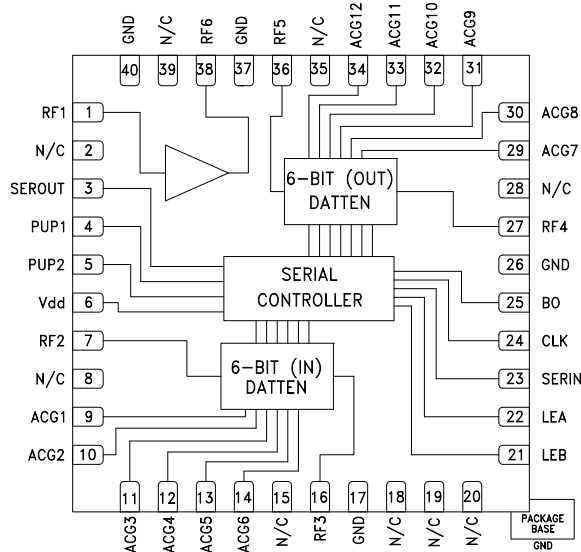 GND
N/C
RF6
GND
RF5
N/C
ACG12
ACG11
ACG10
ACG9
40
39
38
37
36
35
34
33
32
31
RF1 1
N/C 2
SEROUT 3
PUP1 4
PUP2 5
Vdd 6
RF2 7
N/C 8
ACG1 9
ACG2 10
6-BIT (OUT)
DATTEN
SERIAL
CONTROLLER
6-BIT (IN)
DATTEN
30 ACG8
29 ACG7
28 N/C
27 RF4
26 GND
25 BO
24 CLK
23 SERIN
22 LEA
21 LEB
11
12
13
14
15
16
17
18
19
20
ACG3
ACG4
ACG5
ACG6
N/C
RF3
GND
N/C
N/C
N/C
PACKAGE
BASE
GND